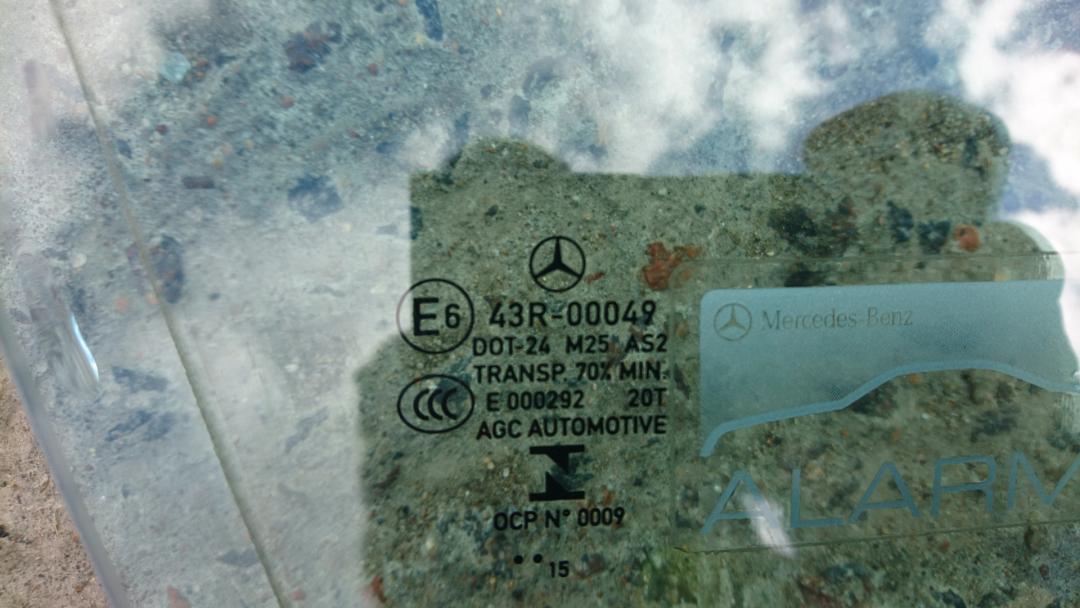 E6 43R-00049
DOT-24 M25 AS2
TRANSP. 70% MIN.
CCC E 000292 20T
AGC AUTOMOTIVE
OCP N° 0009
•• 15
Mercedes-Benz
ALARM